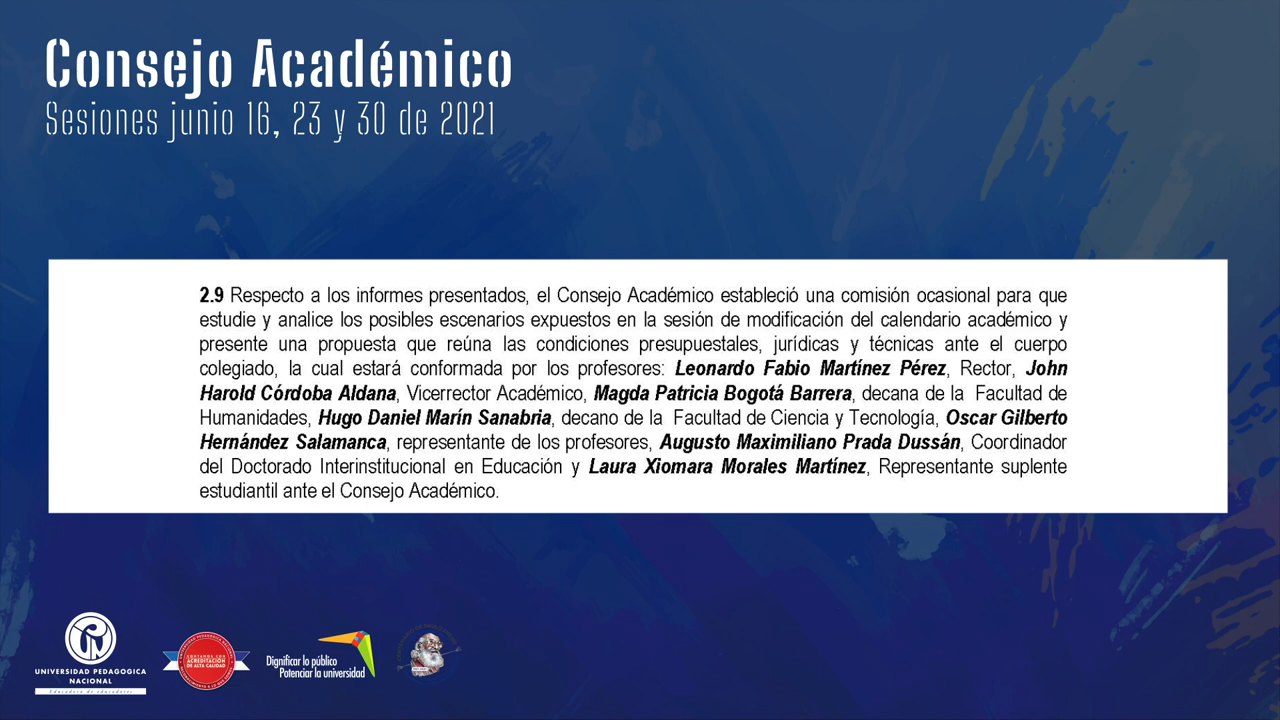 Consejo Académico
Sesiones junio 16, 23 y 30 de 2021
2.9 Respecto a los informes presentados, el Consejo Académico estableció una comisión ocasional para que
estudie y analice los posibles escenarios expuestos en la sesión de modificación del calendario académico y
presente una propuesta que reúna las condiciones presupuestales, jurídicas y técnicas ante el cuerpo
colegiado, la cual estará conformada por los profesores: Leonardo Fabio Martínez Pérez, Rector, John
Harold Córdoba Aldana, Vicerrector Académico, Magda Patricia Bogotá Barrera, decana de la Facultad de
Humanidades, Hugo Daniel Marín Sanabria, decano de la Facultad de Ciencia y Tecnología, Oscar Gilberto
Hernández Salamanca, representante de los profesores, Augusto Maximiliano Prada Dussán, Coordinador
del Doctorado Interinstitucional en Educación y Laura Xiomara Morales Martínez, Representante suplente
estudiantil ante el Consejo Académico.
UNIVERSIDAD PEDAGOGICA
NACIONAL
Educadora de educadores
CONTAMOS CON
ACREDITACIÓN
DE ALTA CALIDAD
Dignificar lo público
Potenciar la universidad